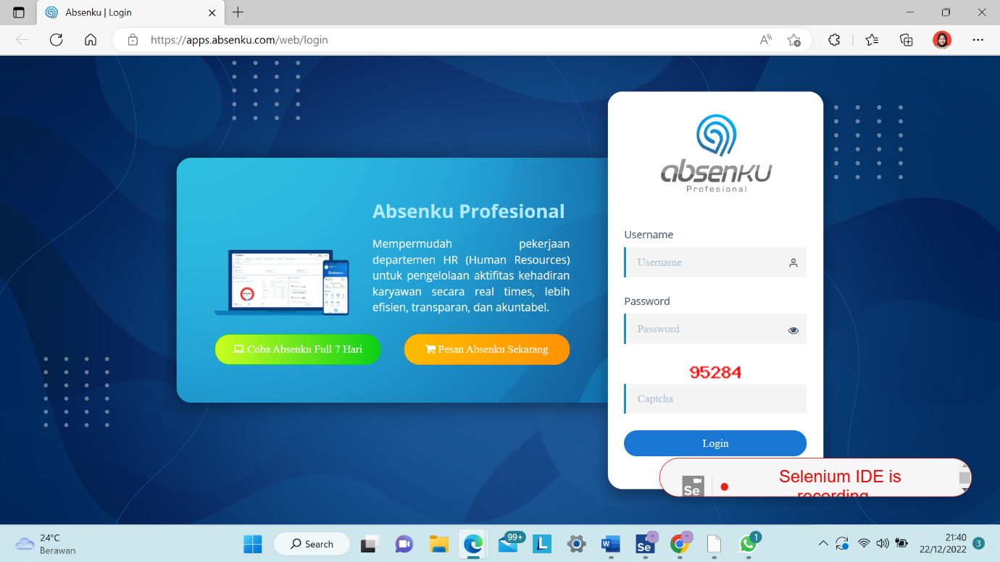 Absenku | Login
https://apps.absenku.com/web/login
absenku
Profesional
Absenku Profesional
Mempermudah pekerjaan
departemen HR (Human Resources)
untuk pengelolaan aktifitas kehadiran
karyawan secara real times, lebih
efisien, transparan, dan akuntabel.
Coba Absenku Full 7 Hari
Pesan Absenku Sekarang
Username
Username
Password
Password
95284
Captcha
Login
Se
Selenium IDE is
recording
24°C
Berawan
Search
99+
L
W
Se
1
21:40
22/12/2022
3